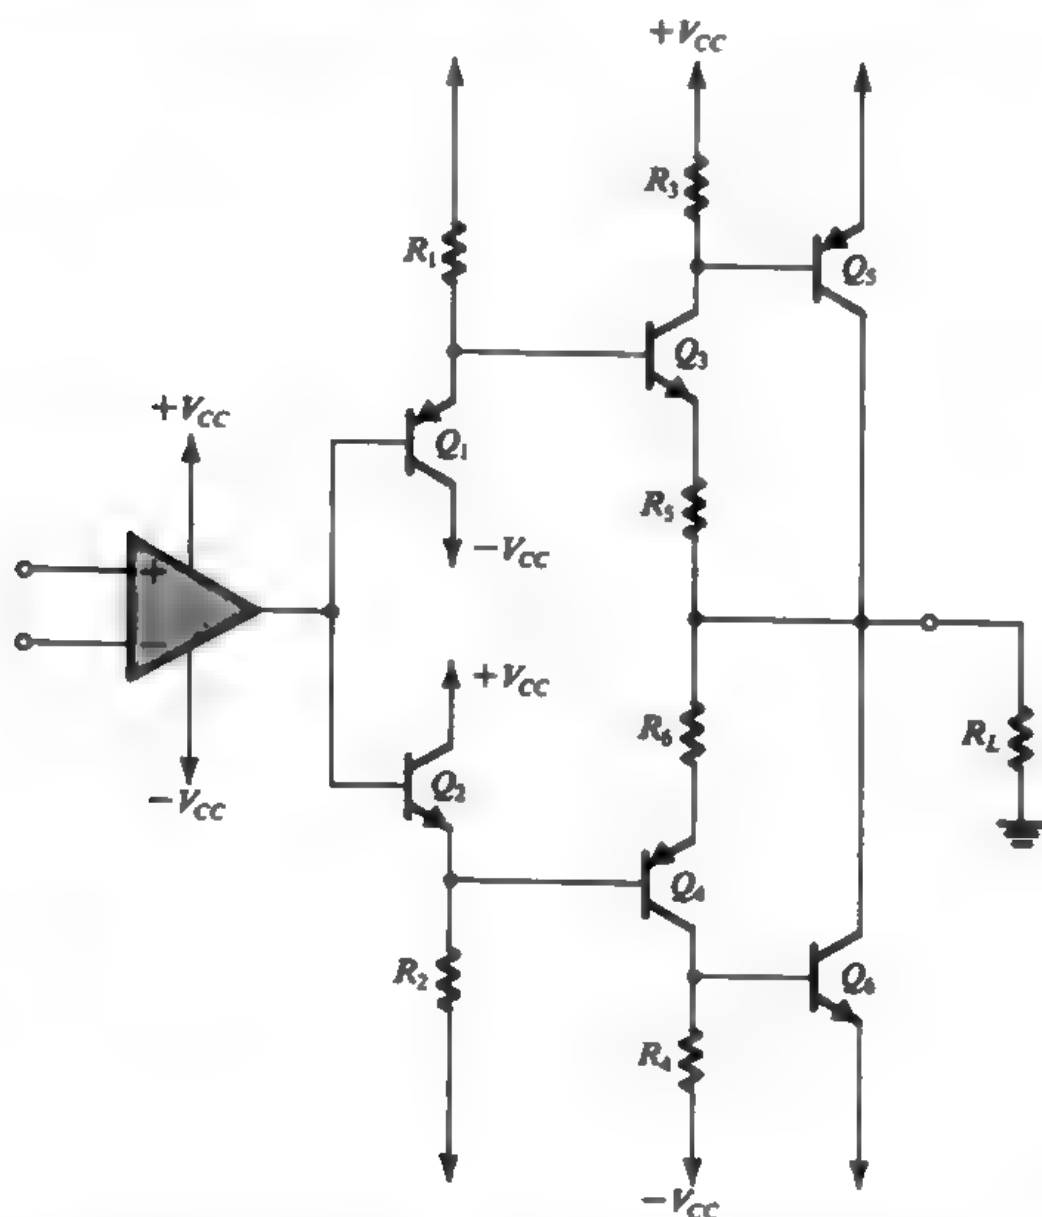 +V_CC
R_3
R_1
Q_5
Q_3
+V_CC
Q_1
R_5
-V_CC
+
-
+V_CC
R_6
R_L
Q_2
-V_CC
Q_4
R_2
Q_6
R_4
-V_CC